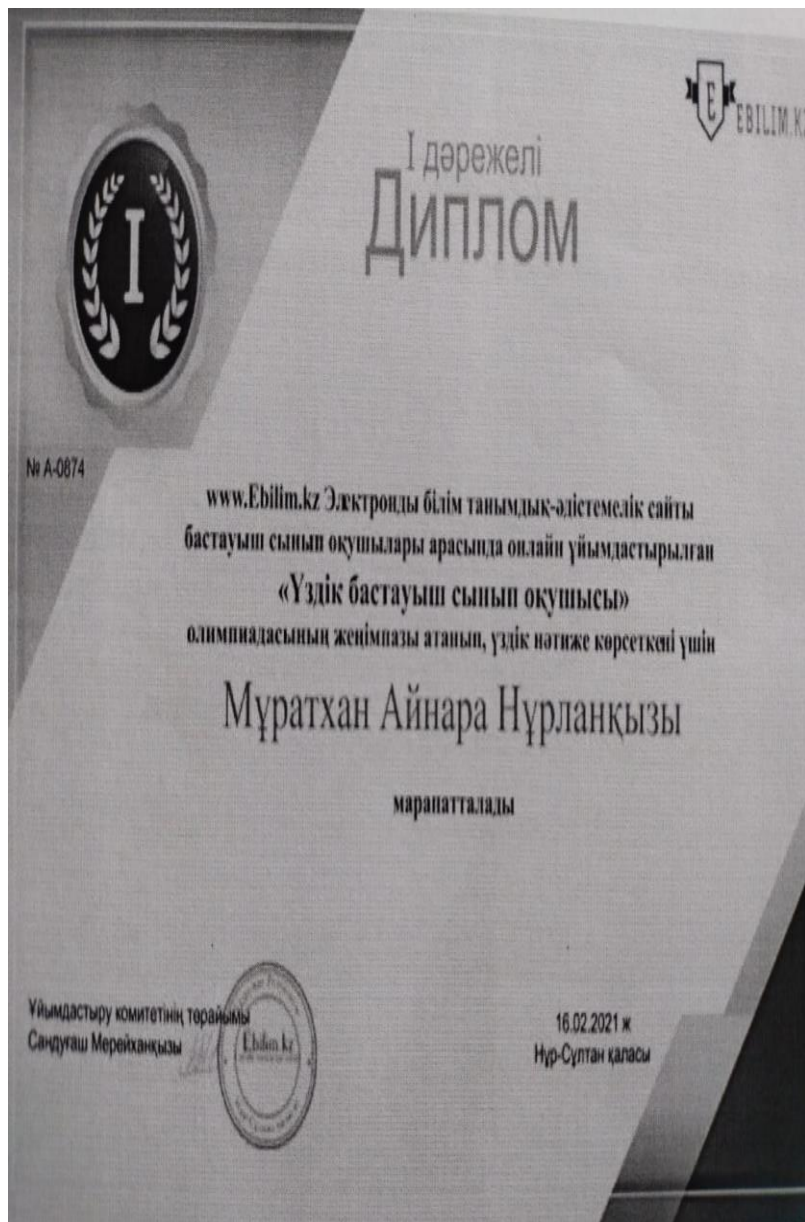 EBILIM.KZ
I дәрежелі
Диплом
I
№ А-0874
www.Ebilim.kz Электронды білім танымдық-әдістемелік сайты
бастауыш сынып оқушылары арасында онлайн ұйымдастырылған
«Үздік бастауыш сынып оқушысы»
олимпиадасының жеңімпазы атанып, үздік нәтиже көрсеткені үшін
Мұратхан Айнара Нұрланқызы
марапатталады
Ұйымдастыру комитетінің төрайымы
Сандуғаш Мерейханқызы
Ebilim.kz
16.02.2021 ж
Нұр-Сұлтан қаласы